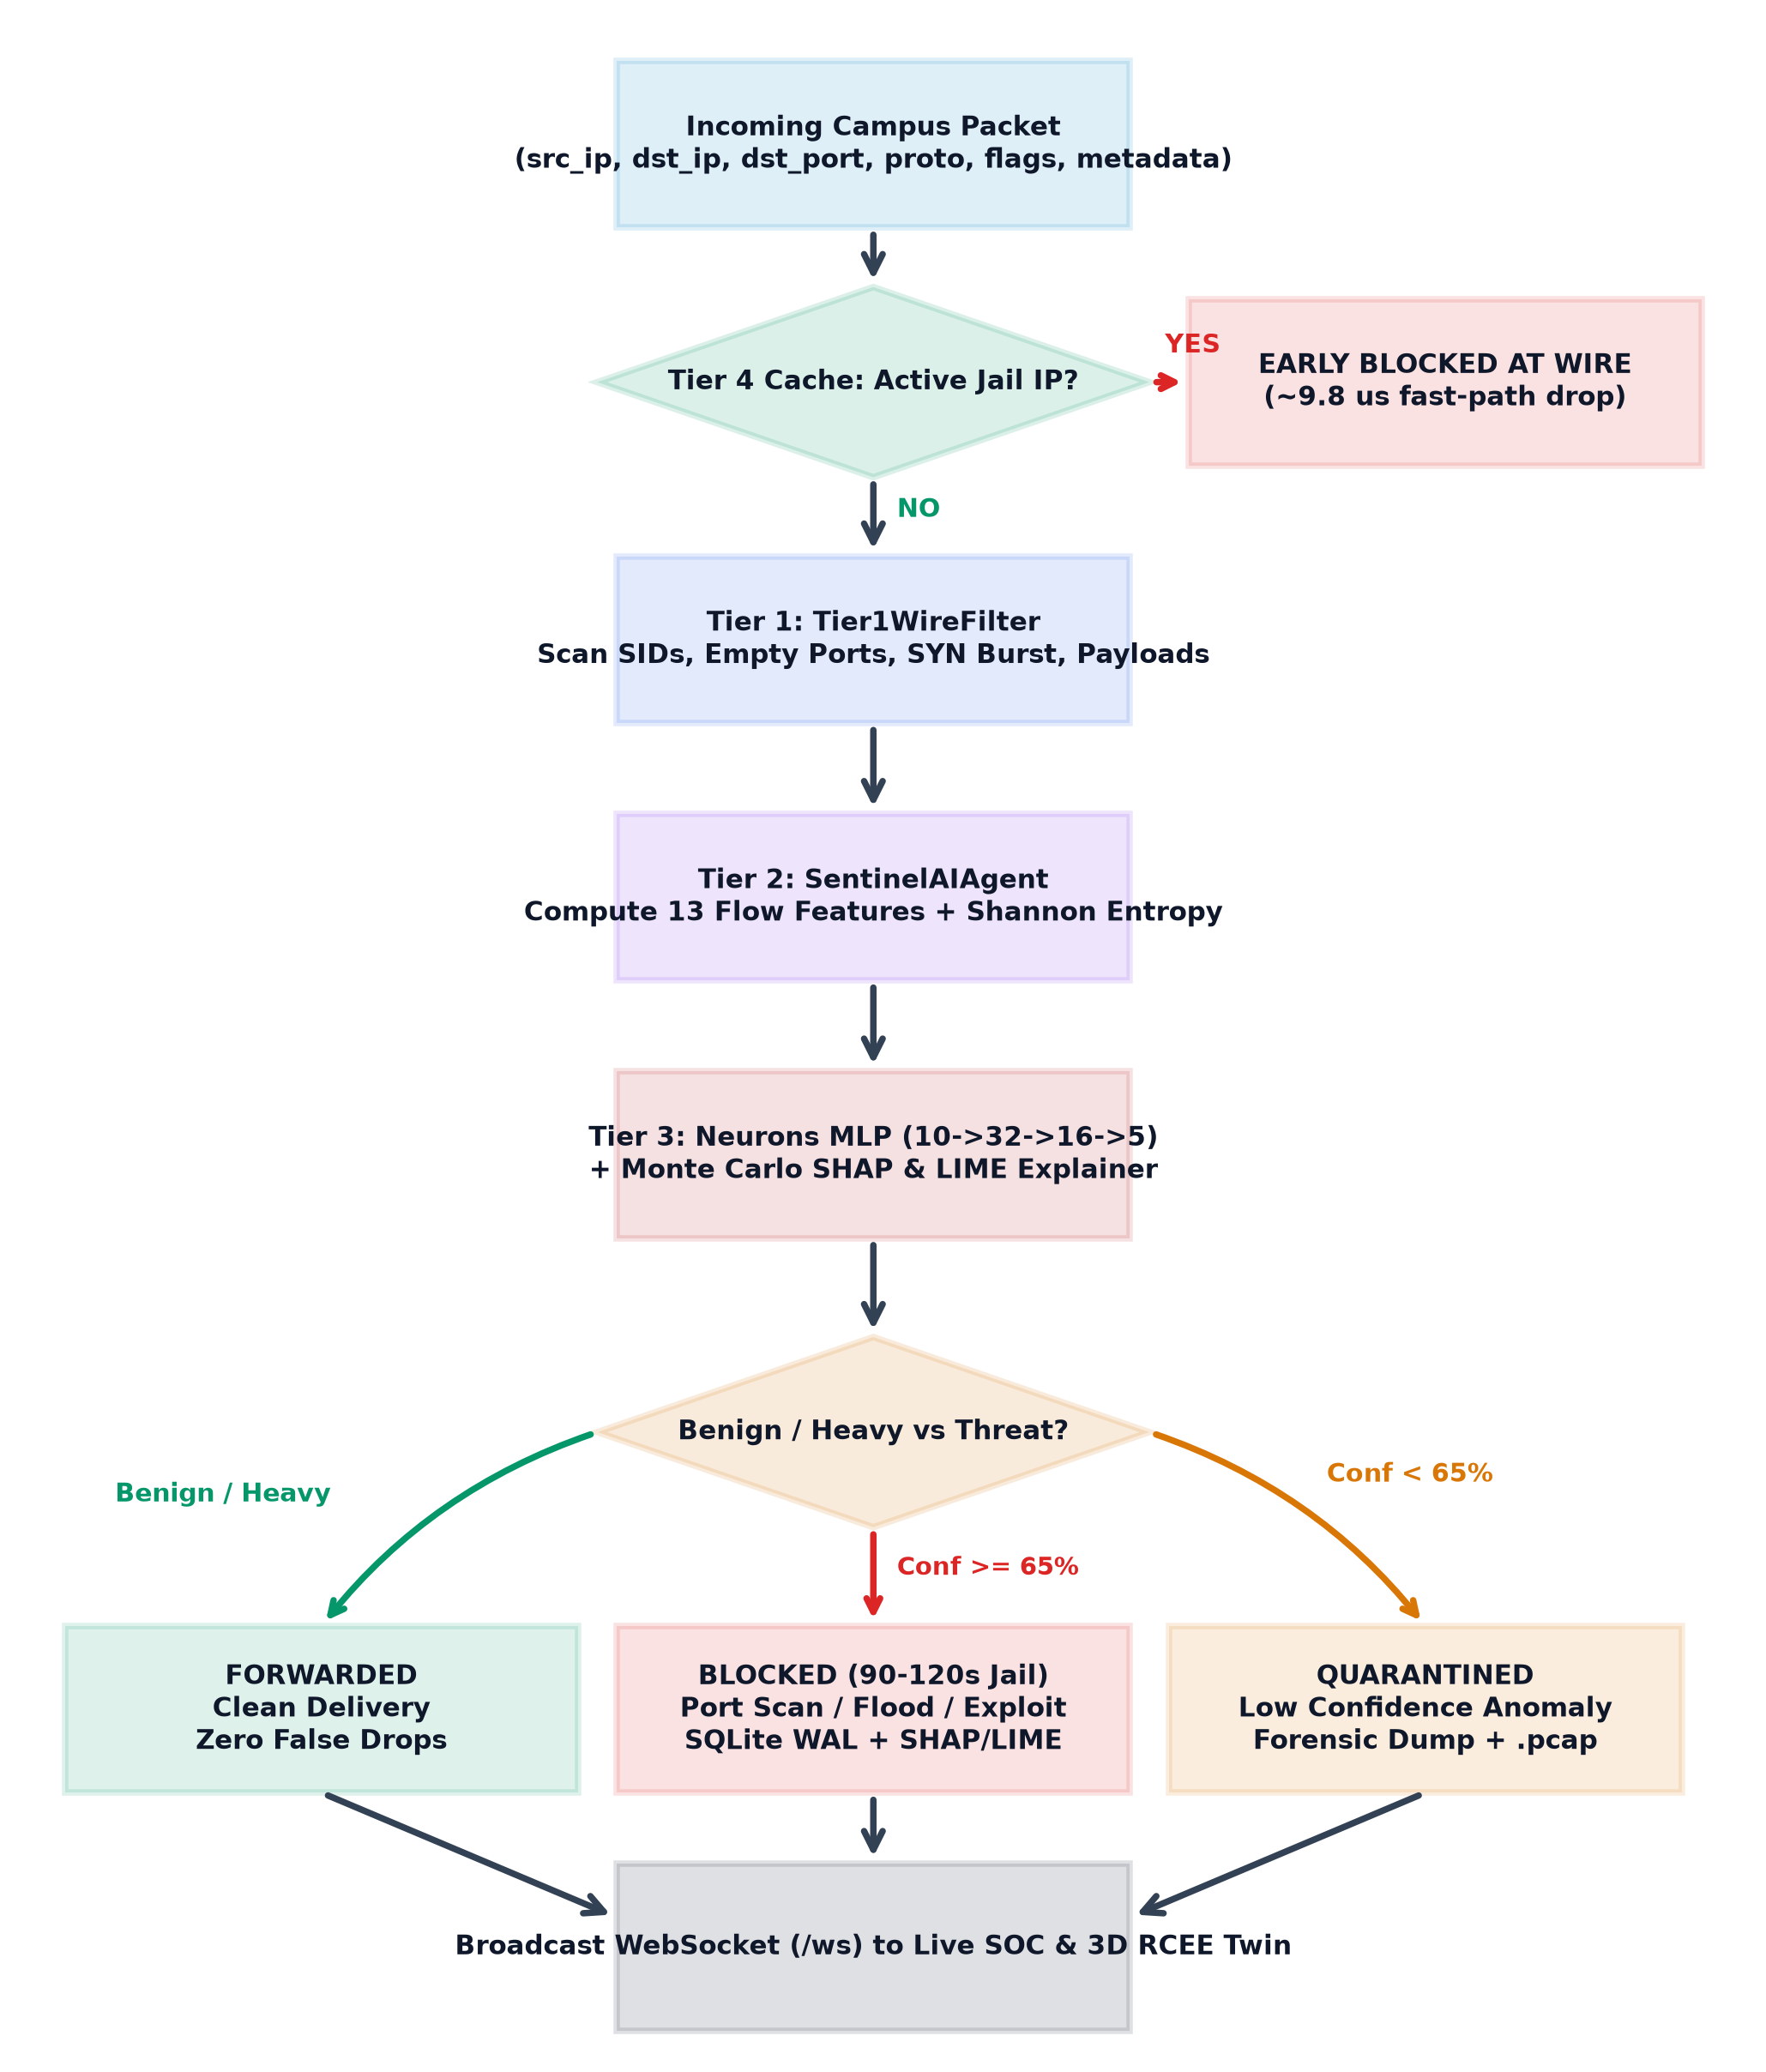 Incoming Campus Packet
(src_ip, dst_ip, dst_port, proto, flags, metadata)
Tier 4 Cache: Active Jail IP?
YES
EARLY BLOCKED AT WIRE
(~9.8 us fast-path drop)
NO
Tier 1: Tier1WireFilter
Scan SIDs, Empty Ports, SYN Burst, Payloads
Tier 2: SentinelAIAgent
Compute 13 Flow Features + Shannon Entropy
Tier 3: Neurons MLP (10->32->16->5)
+ Monte Carlo SHAP & LIME Explainer
Benign / Heavy vs Threat?
Benign / Heavy
Conf >= 65%
Conf < 65%
FORWARDED
Clean Delivery
Zero False Drops
BLOCKED (90-120s Jail)
Port Scan / Flood / Exploit
SQLite WAL + SHAP/LIME
QUARANTINED
Low Confidence Anomaly
Forensic Dump + .pcap
Broadcast WebSocket (/ws) to Live SOC & 3D RCEE Twin